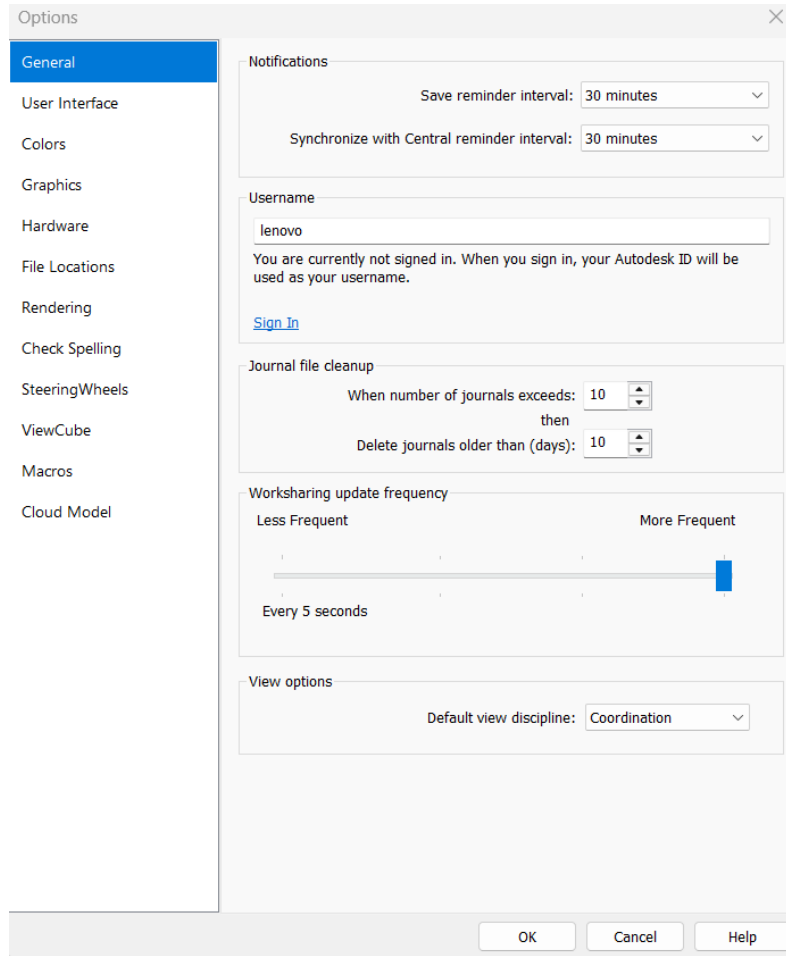 Options
General
User Interface
Colors
Graphics
Hardware
File Locations
Rendering
Check Spelling
SteeringWheels
ViewCube
Macros
Cloud Model
Notifications
Save reminder interval: 30 minutes
Synchronize with Central reminder interval: 30 minutes
Username
lenovo
You are currently not signed in. When you sign in, your Autodesk ID will be
used as your username.
Sign In
Journal file cleanup
When number of journals exceeds: 10
then
Delete journals older than (days): 10
Worksharing update frequency
Less Frequent More Frequent
Every 5 seconds
View options
Default view discipline: Coordination
OK Cancel Help